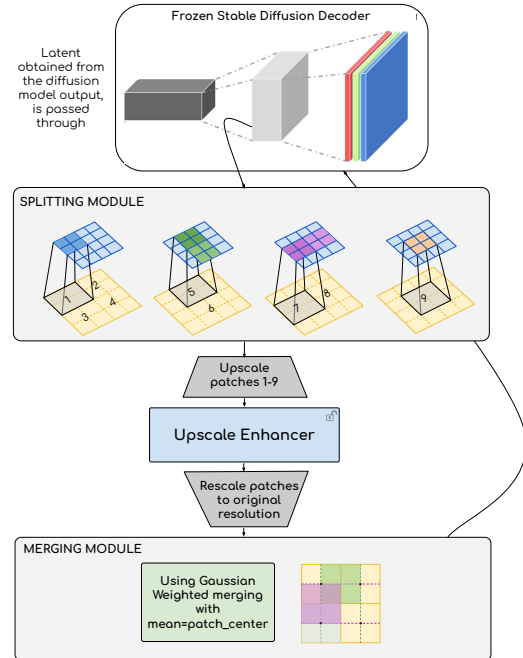 Frozen Stable Diffusion Decoder
Latent
obtained from
the diffusion
model output,
is passed
through
SPLITTING MODULE
1
2
3
4
5
6
7
8
9
Upscale
patches 1-9
Upscale Enhancer
Rescale patches
to original
resolution
MERGING MODULE
Using Gaussian
Weighted merging
with
mean=patch_center